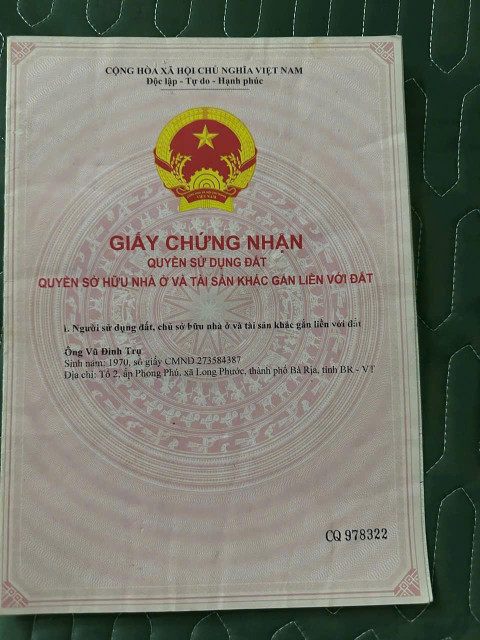 CỘNG HÒA XÃ HỘI CHỦ NGHĨA VIỆT NAM
Độc lập - Tự do - Hạnh phúc
VIỆT NAM
GIẤY CHỨNG NHẬN
QUYỀN SỬ DỤNG ĐẤT
QUYỀN SỞ HỮU NHÀ Ở VÀ TÀI SẢN KHÁC GẮN LIỀN VỚI ĐẤT
I. Người sử dụng đất, chủ sở hữu nhà ở và tài sản khác gắn liền với đất
Ông Vũ Đình Trụ
Sinh năm: 1970, số giấy CMND 273584387
Địa chỉ: Tổ 2, ấp Phong Phú, xã Long Phước, thành phố Bà Rịa, tỉnh BR - VT
CQ 978322